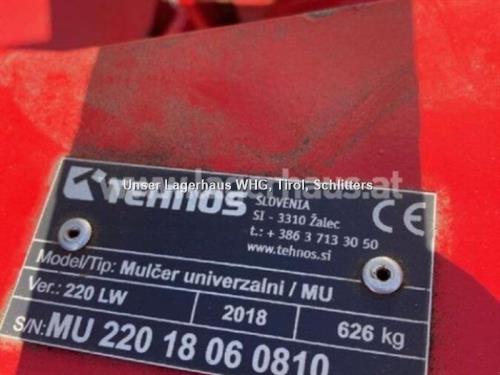 Unser Lagerhaus WHG, Tirol, Schlitters
TEHNOS
SLOVENIA
SI - 3310 Žalec
t.: + 386 3 713 30 50
www.tehnos.si
CE
Model/Tip: Mulčer univerzalni / MU
Ver.: 220 LW 2018 626 kg
S/N: MU 220 18 06 0810